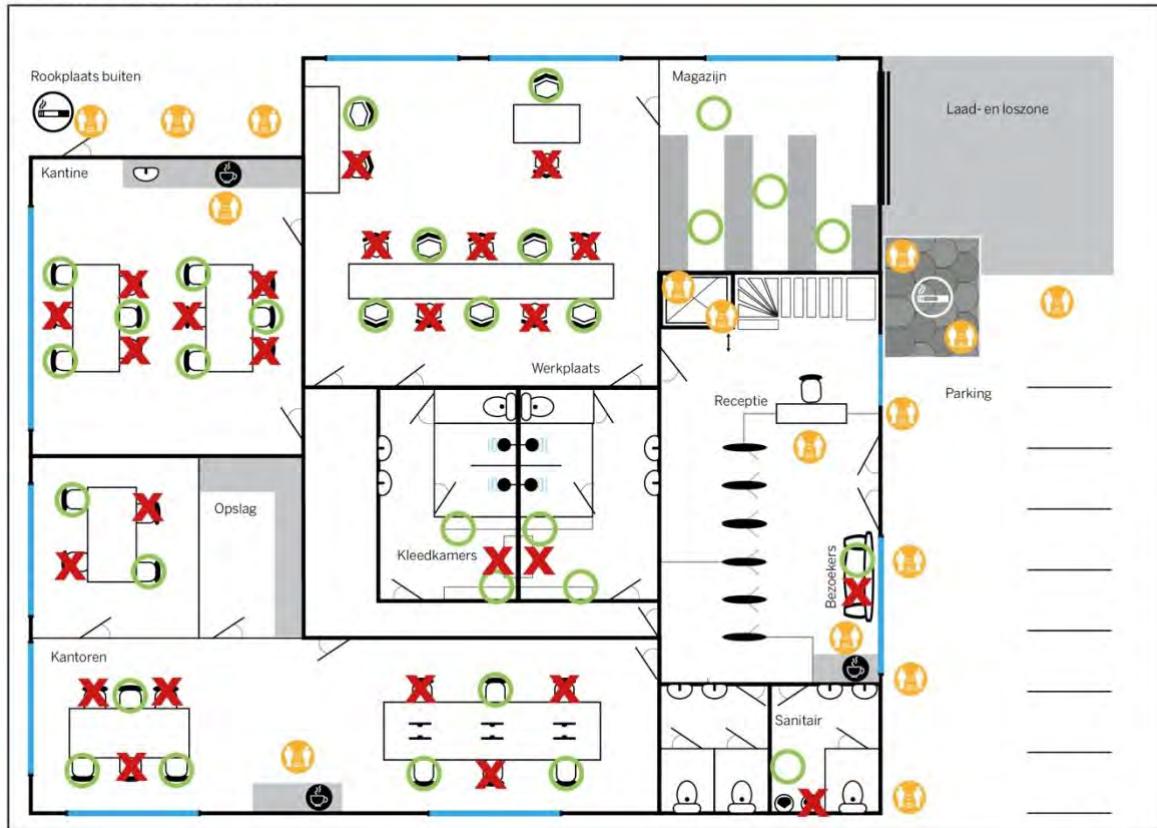 Rookplaats buiten
Magazijn
Laad- en loszone
Kantine
Werkplaats
Receptie
Parking
Opslag
Kleedkamers
Bezoekers
Kantoren
Sanitair